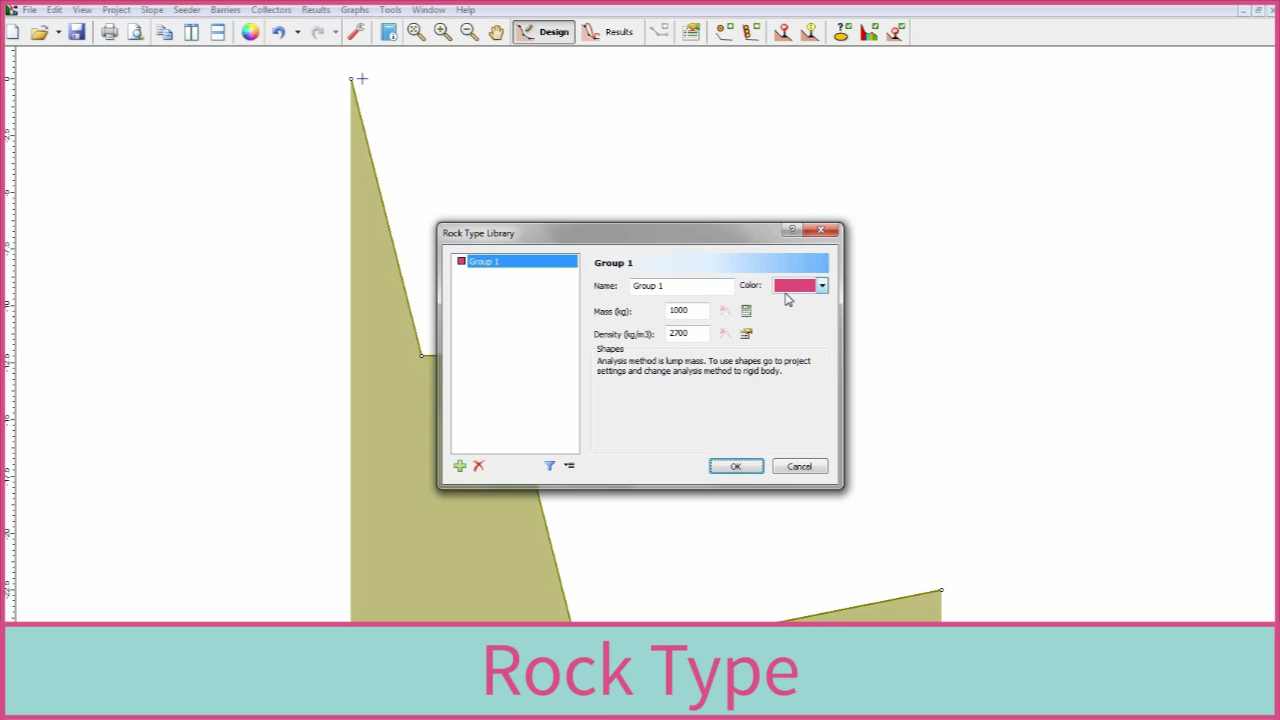 File Edit View Project Slope Seeder Barriers Collectors Results Graphs Tools Window Help
Design Results
Rock Type Library
Group 1
Group 1
Name: Group 1 Color:
Mass (kg): 1000
Density (kg/m3): 2700
Shapes
Analysis method is lump mass. To use shapes go to project
settings and change analysis method to rigid body.
OK Cancel
Rock Type